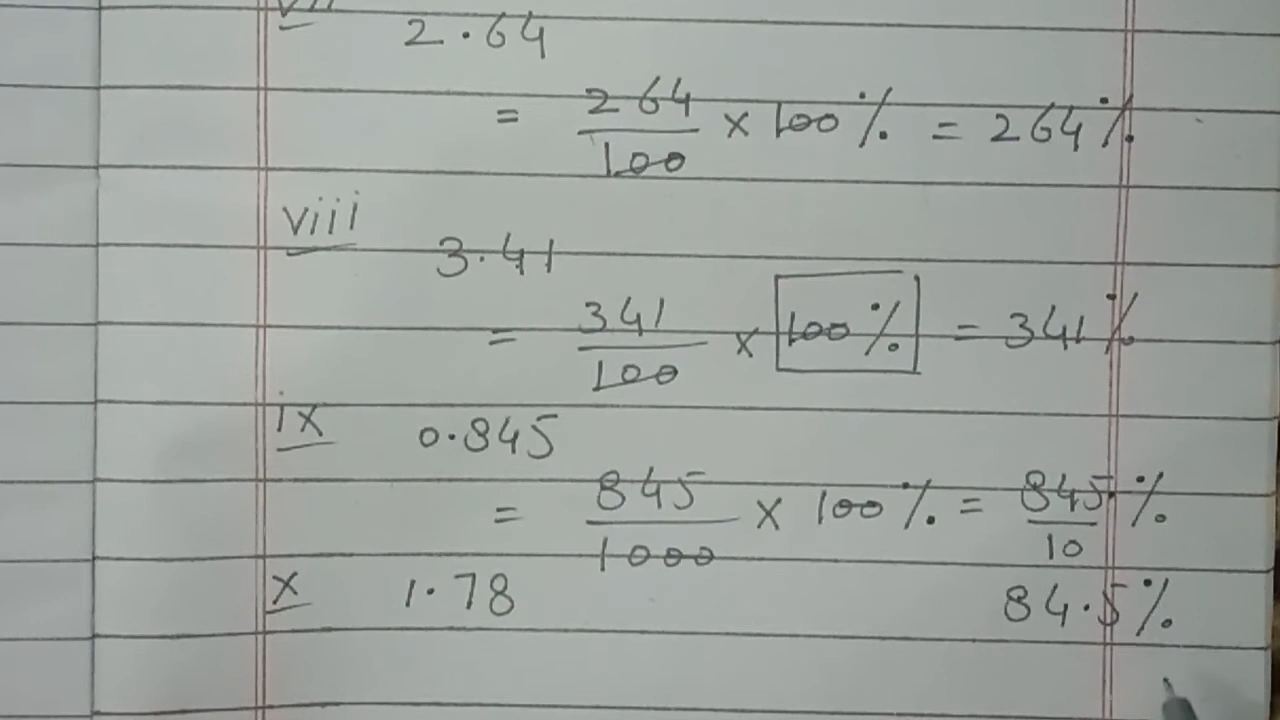 vii 2.64
= 264/100 × 100% = 264%
viii
3.41
= 341/100 × 100% = 341%
ix 0.845
= 845/1000 × 100% = 845/10 %
x 1.78 84.5%